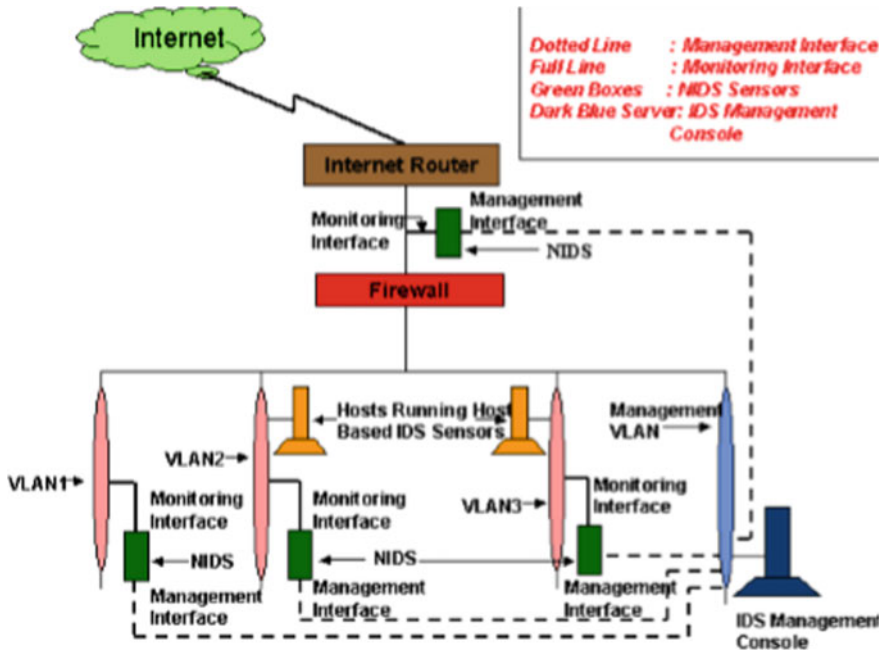 Internet
Dotted Line : Management Interface
Full Line : Monitoring Interface
Green Boxes : NIDS Sensors
Dark Blue Server: IDS Management
Console
Internet Router
Management
Interface
Monitoring
Interface
NIDS
Firewall
Hosts Running Host
Based IDS Sensors
Management
VLAN
VLAN2
VLAN1
VLAN3
Monitoring
Interface
Monitoring
Interface
Monitoring
Interface
NIDS
NIDS
Management
Interface
Management
Interface
Management
Interface
IDS Management
Console